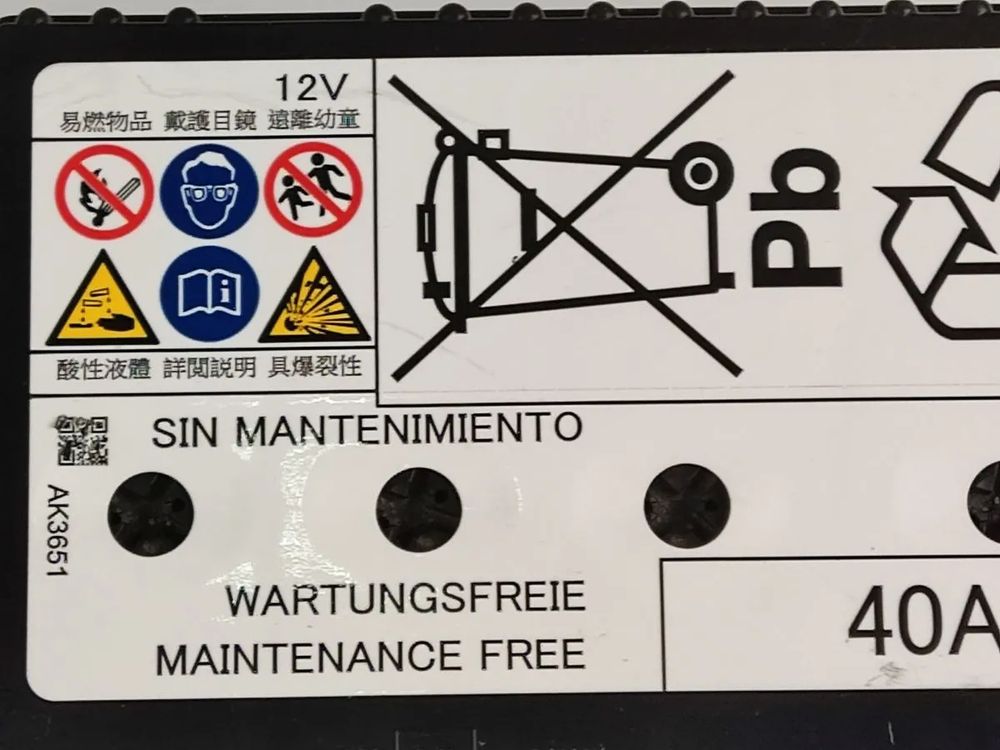 12V
易燃物品 戴護目鏡 遠離幼童
酸性液體 詳閱説明 具爆裂性
Pb
SIN MANTENIMIENTO
AK3651
WARTUNGSFREIE
MAINTENANCE FREE
40A